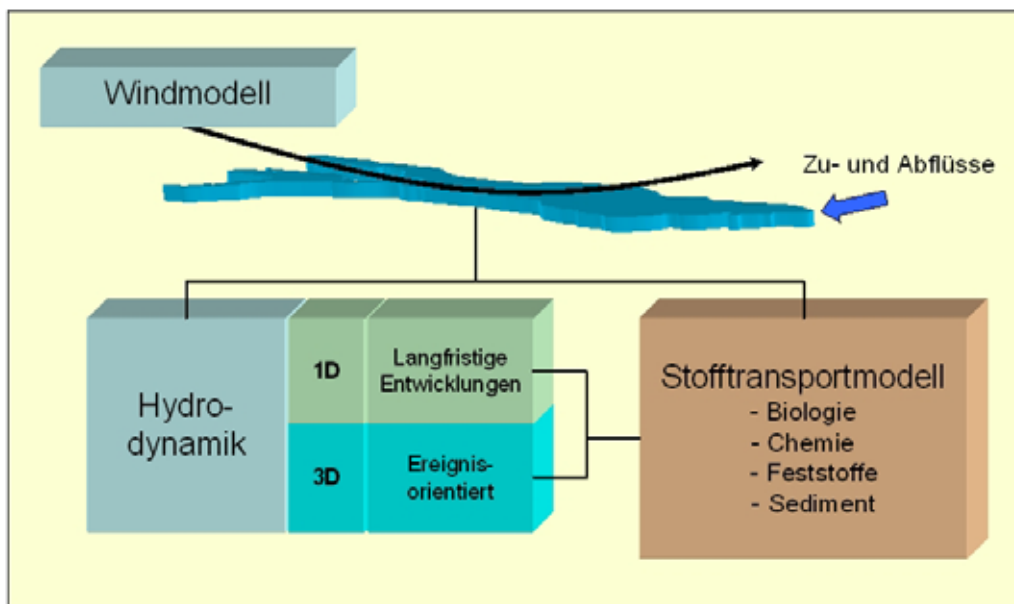 Windmodell
Zu- und Abflüsse
Hydro-
dynamik
1D
Langfristige
Entwicklungen
3D
Ereignis-
orientiert
Stofftransportmodell
- Biologie
- Chemie
- Feststoffe
- Sediment